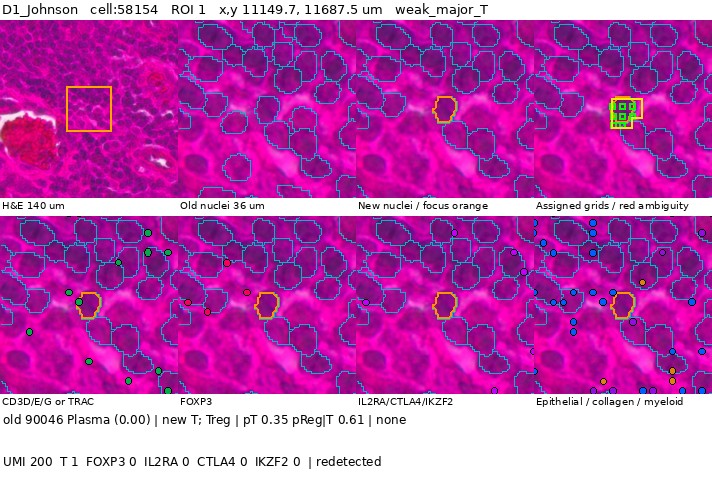 D1_Johnson cell:58154 ROI 1 x,y 11149.7, 11687.5 um weak_major_T
H&E 140 um
Old nuclei 36 um
New nuclei / focus orange
Assigned grids / red ambiguity
CD3D/E/G or TRAC
FOXP3
IL2RA/CTLA4/IKZF2
Epithelial / collagen / myeloid
old 90046 Plasma (0.00) | new T; Treg | pT 0.35 pReg|T 0.61 | none
UMI 200 T 1 FOXP3 0 IL2RA 0 CTLA4 0 IKZF2 0 | redetected